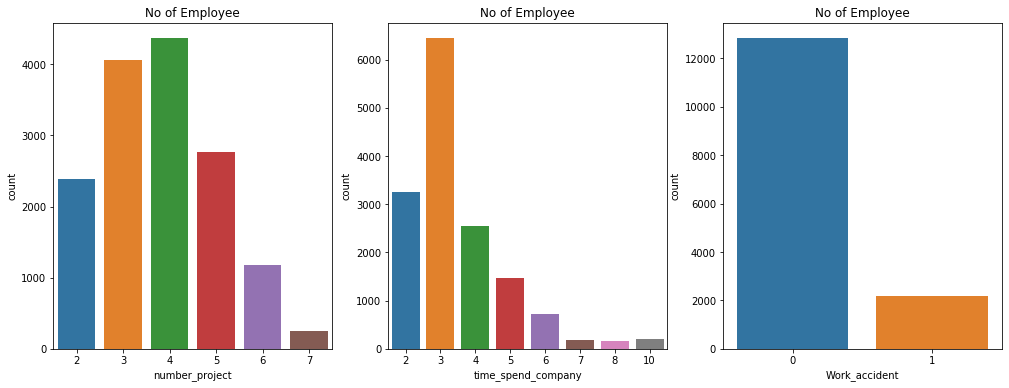 No of Employee
count
4000
3000
2000
1000
0
2 3 4 5 6 7
number_project
No of Employee
count
6000
5000
4000
3000
2000
1000
0
2 3 4 5 6 7 8 10
time_spend_company
No of Employee
count
12000
10000
8000
6000
4000
2000
0
0 1
Work_accident